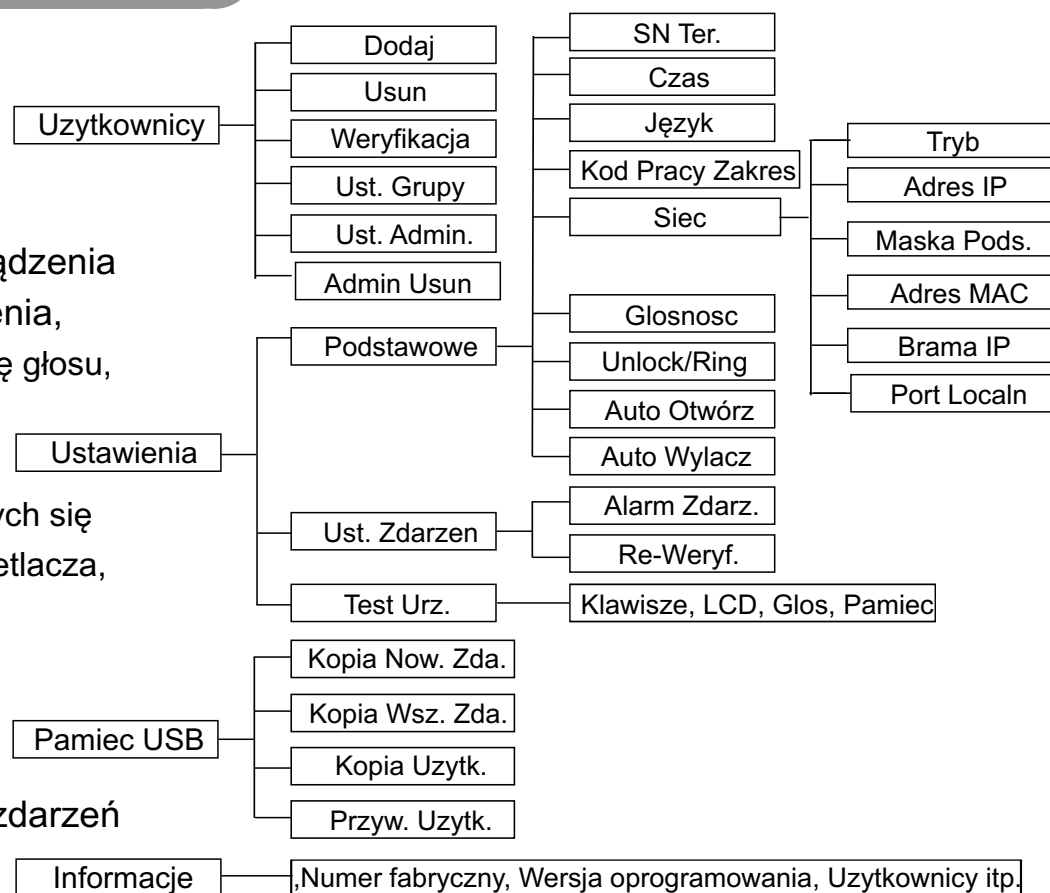 Uzytkownicy
Dodaj
Usun
Weryfikacja
Ust. Grupy
Ust. Admin.
Admin Usun
ądzenia
enia,
ę głosu,
Ustawienia
ych się
etlacza,
Podstawowe
SN Ter.
Czas
Język
Kod Pracy Zakres
Siec
Tryb
Adres IP
Maska Pods.
Adres MAC
Brama IP
Port Localn
Glosnosc
Unlock/Ring
Auto Otwórz
Auto Wylacz
Ust. Zdarzen
Alarm Zdarz.
Re-Weryf.
Test Urz.
Klawisze, LCD, Glos, Pamiec
Pamiec USB
Kopia Now. Zda.
Kopia Wsz. Zda.
Kopia Uzytk.
Przyw. Uzytk.
zdarzeń
Informacje
,Numer fabryczny, Wersja oprogramowania, Uzytkownicy itp.